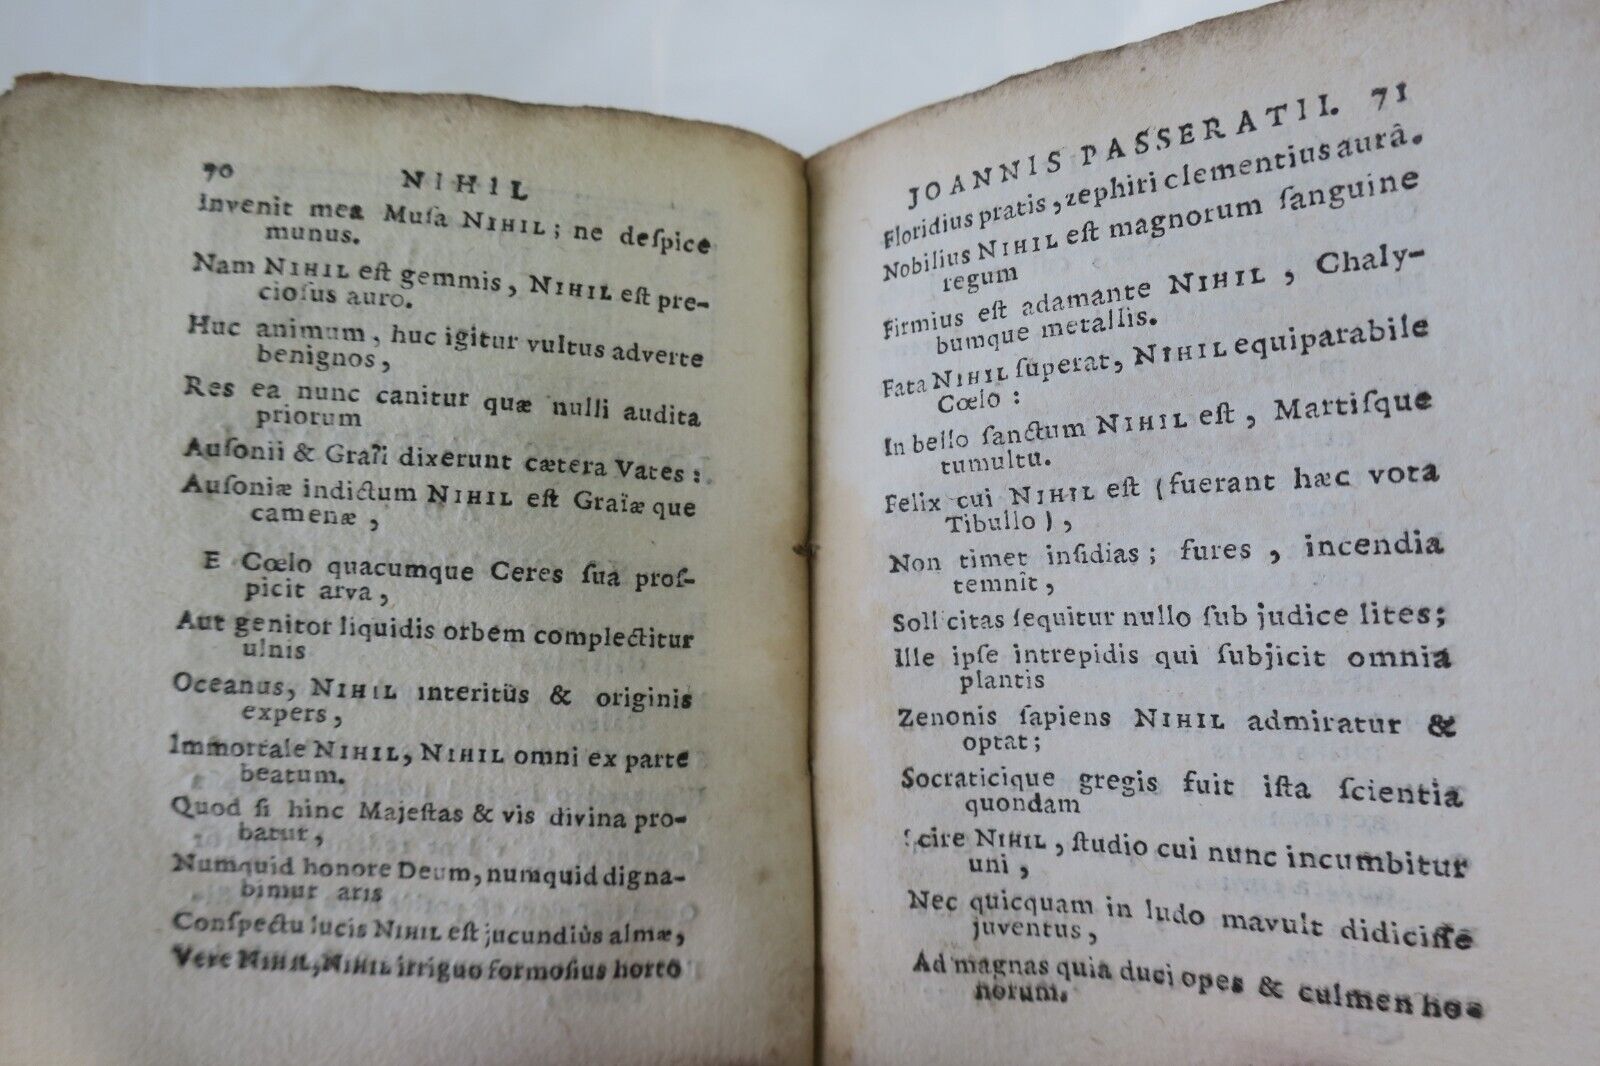 70 NIHIL
Invenit mea Muſa NIHIL; ne deſpice
munus.
Nam NIHIL eſt gemmis, NIHIL eſt pre-
cioſus auro.
Huc animum, huc igitur vultus adverte
benignos,
Res ea nunc canitur quæ nulli audita
priorum
Auſonii & Graii dixerunt cætera Vates:
Auſoniæ indictum NIHIL eſt Graïæ que
camenæ,
E Cœlo quacumque Ceres ſua proſ-
picit arva,
Aut genitor liquidis orbem complectitur
ulnis
Oceanus, NIHIL interitüs & originis
expers,
Immortale NIHIL, NIHIL omni ex parte
beatum.
Quod ſi hinc Majeſtas & vis divina pro-
batur,
Numquid honore Deum, numquid digna-
bimur aris
Conſpectu lucis NIHIL eſt jucundiùs almæ,
Vere NIHIL, NIHIL irriguo formoſius horto
JOANNIS PASSERATII. 71
Floridius pratis, zephiri clementius aurâ.
Nobilius NIHIL eſt magnorum ſanguine
regum
Firmius eſt adamante NIHIL, Chaly-
bumque metallis.
Fata NIHIL ſuperat, NIHIL equiparabile
Cœlo:
In bello ſanctum NIHIL eſt, Martiſque
tumultu.
Felix cui NIHIL eſt (fuerant hæc vota
Tibullo),
Non timet inſidias; fures, incendia
temnit,
Sollicitas ſequitur nullo ſub judice lites;
Ille ipſe intrepidis qui ſubjicit omnia
plantis
Zenonis ſapiens NIHIL admiratur &
optat;
Socraticique gregis fuit iſta ſcientia
quondam
Scire NIHIL, ſtudio cui nunc incumbitur
uni,
Nec quicquam in ludo mavult didiciſſe
juventus,
Ad magnas quia duci opes & culmen ho-
norum.